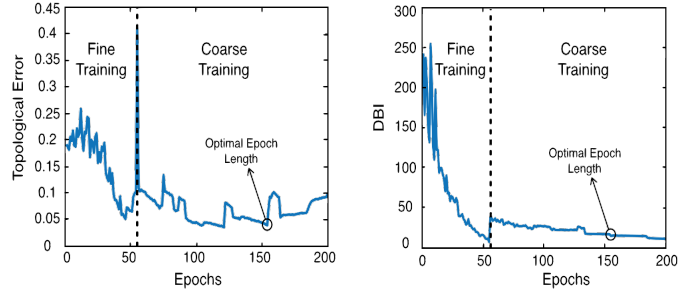 0.45
0.4
0.35
0.3
0.25
0.2
0.15
0.1
0.05
0
Topological Error
Fine
Training
Coarse
Training
Optimal Epoch
Length
0 50 100 150 200
Epochs
300
250
200
150
100
50
0
DBI
Fine
Training
Coarse
Training
Optimal Epoch
Length
0 50 100 150 200
Epochs